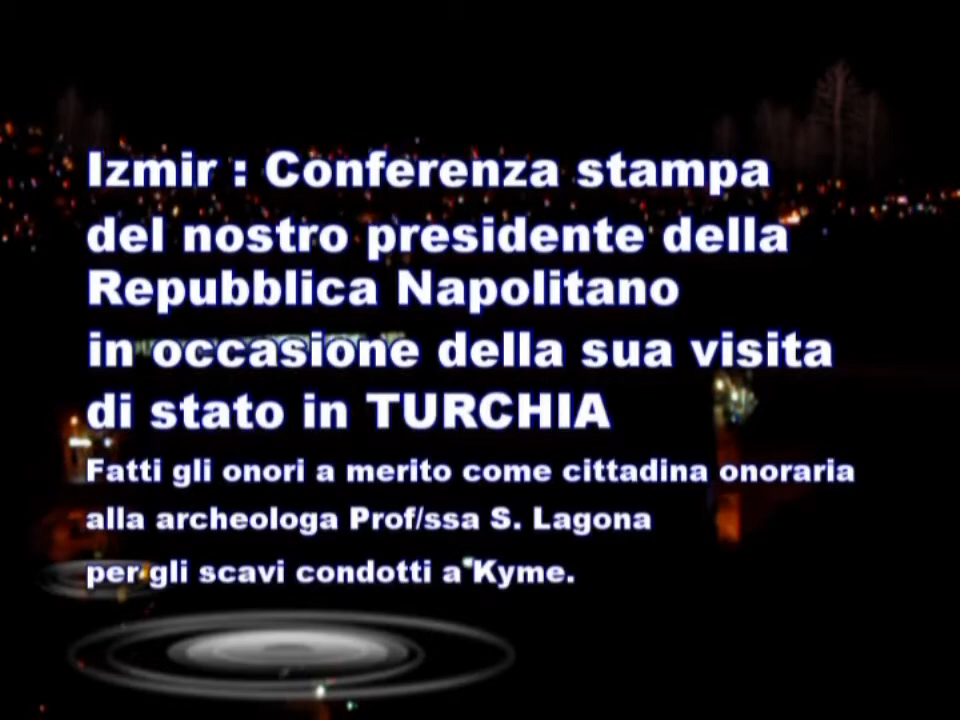 Izmir : Conferenza stampa
del nostro presidente della
Repubblica Napolitano
in occasione della sua visita
di stato in TURCHIA
Fatti gli onori a merito come cittadina onoraria
alla archeologa Prof/ssa S. Lagona
per gli scavi condotti a Kyme.